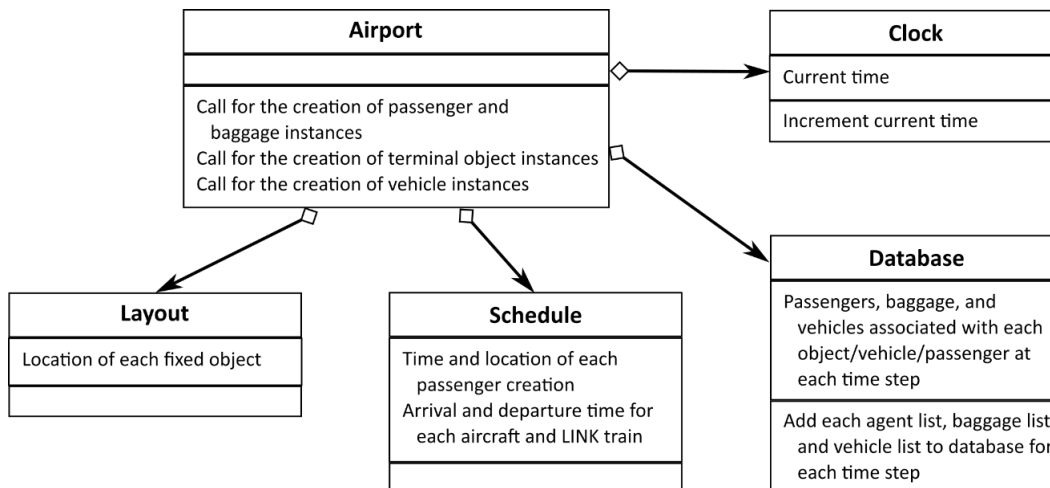 Airport
Call for the creation of passenger and
baggage instances
Call for the creation of terminal object instances
Call for the creation of vehicle instances
Clock
Current time
Increment current time
Layout
Location of each fixed object
Schedule
Time and location of each
passenger creation
Arrival and departure time for
each aircraft and LINK train
Database
Passengers, baggage, and
vehicles associated with each
object/vehicle/passenger at
each time step
Add each agent list, baggage list
and vehicle list to database for
each time step